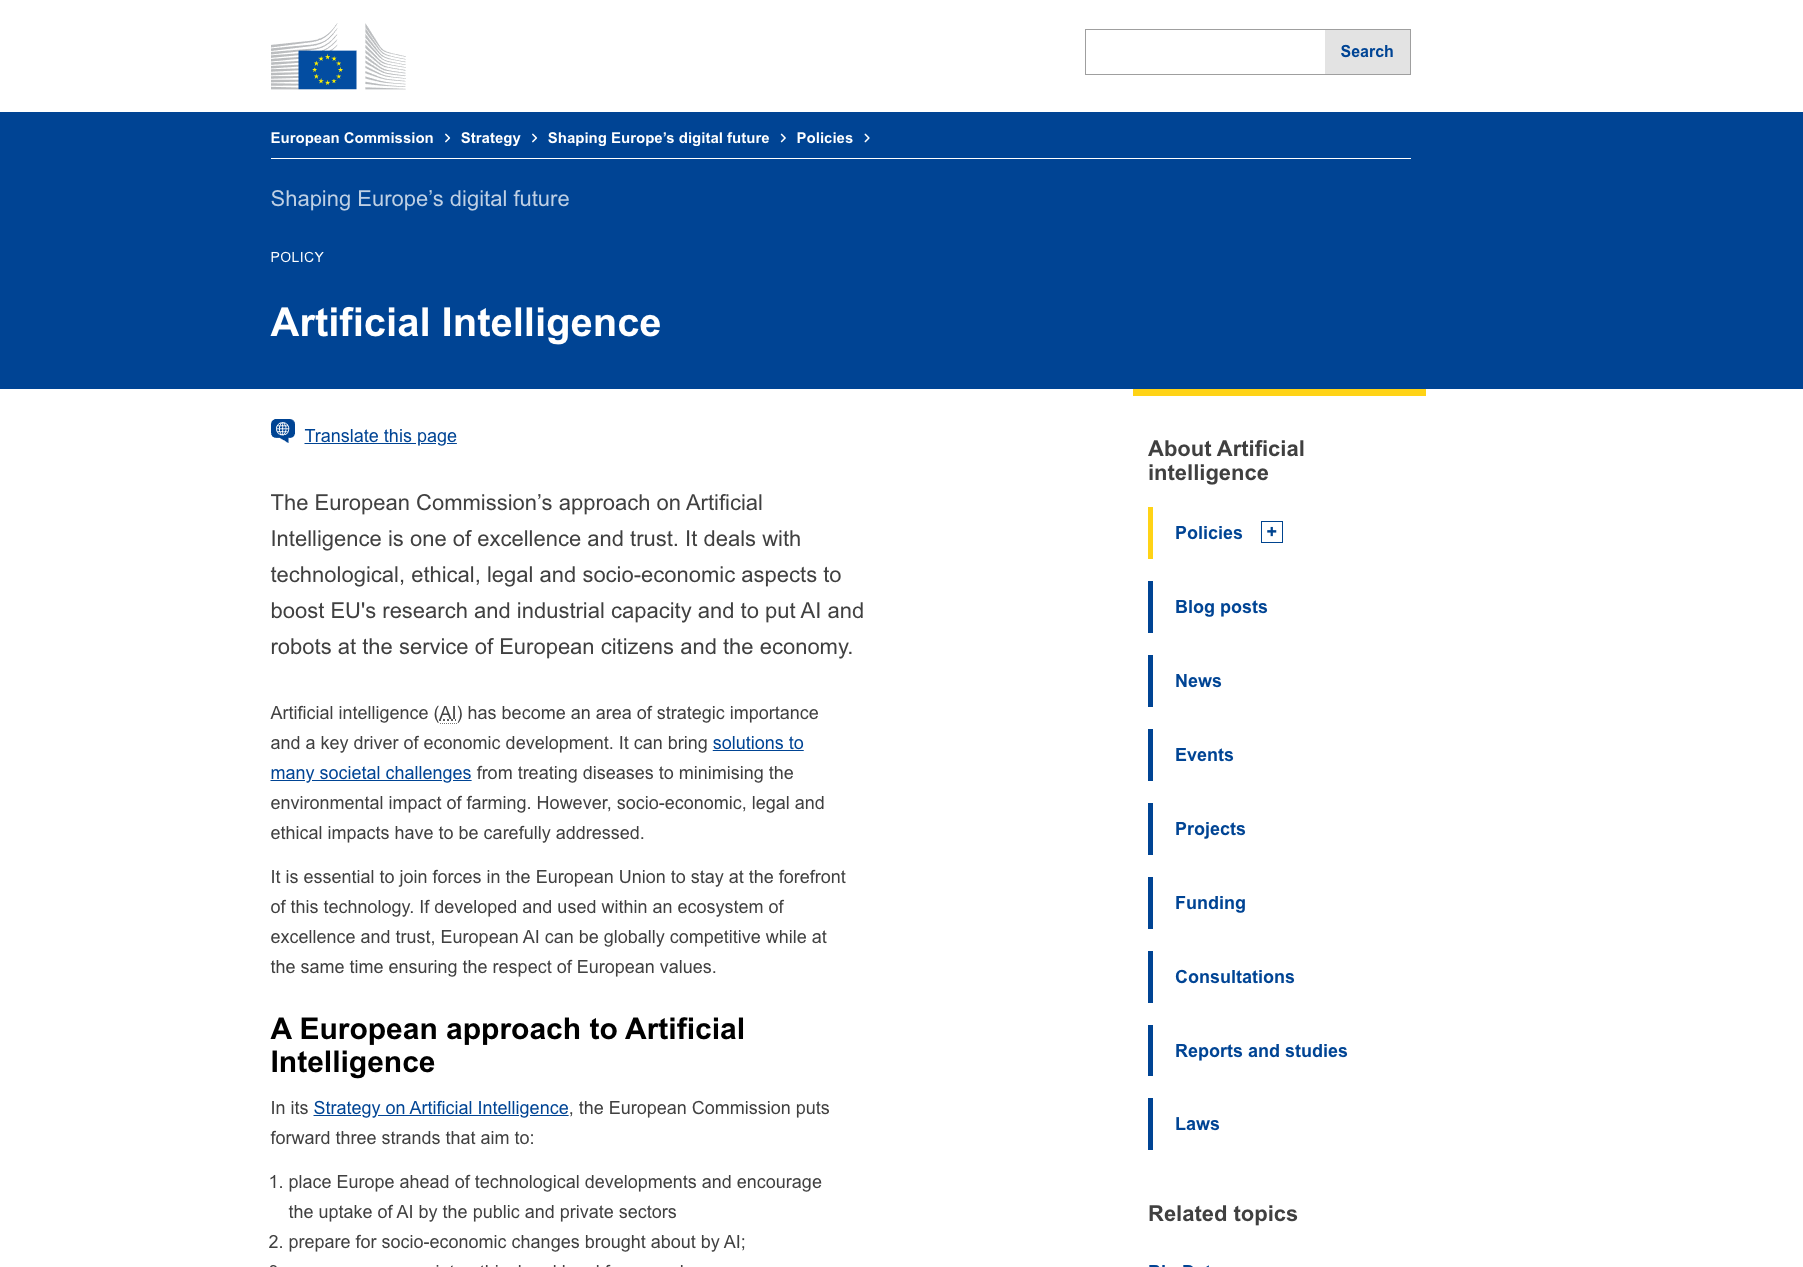 Search
European Commission > Strategy > Shaping Europe’s digital future > Policies >
Shaping Europe’s digital future
POLICY
Artificial Intelligence
Translate this page
The European Commission’s approach on Artificial
Intelligence is one of excellence and trust. It deals with
technological, ethical, legal and socio-economic aspects to
boost EU's research and industrial capacity and to put AI and
robots at the service of European citizens and the economy.
Artificial intelligence (AI) has become an area of strategic importance
and a key driver of economic development. It can bring solutions to
many societal challenges from treating diseases to minimising the
environmental impact of farming. However, socio-economic, legal and
ethical impacts have to be carefully addressed.
It is essential to join forces in the European Union to stay at the forefront
of this technology. If developed and used within an ecosystem of
excellence and trust, European AI can be globally competitive while at
the same time ensuring the respect of European values.
A European approach to Artificial
Intelligence
In its Strategy on Artificial Intelligence, the European Commission puts
forward three strands that aim to:
1. place Europe ahead of technological developments and encourage
the uptake of AI by the public and private sectors
2. prepare for socio-economic changes brought about by AI;
About Artificial
intelligence
Policies +
Blog posts
News
Events
Projects
Funding
Consultations
Reports and studies
Laws
Related topics